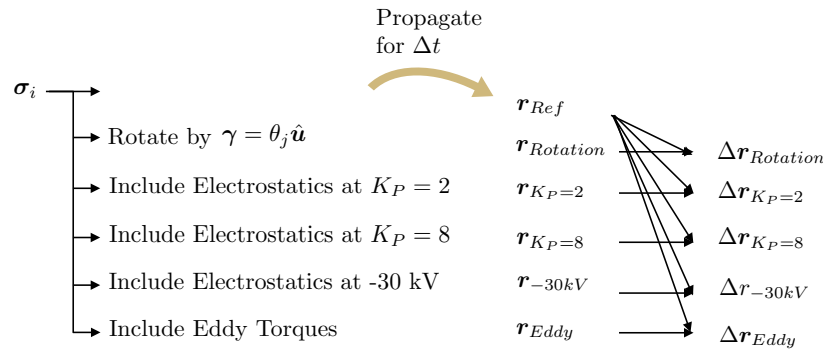 Propagate
for Δt
σ_i
r_Ref
Rotate by γ = θ_j û
r_Rotation
Δr_Rotation
Include Electrostatics at K_P = 2
r_{K_P=2}
Δr_{K_P=2}
Include Electrostatics at K_P = 8
r_{K_P=8}
Δr_{K_P=8}
Include Electrostatics at -30 kV
r_{−30kV}
Δr_{−30kV}
Include Eddy Torques
r_Eddy
Δr_Eddy